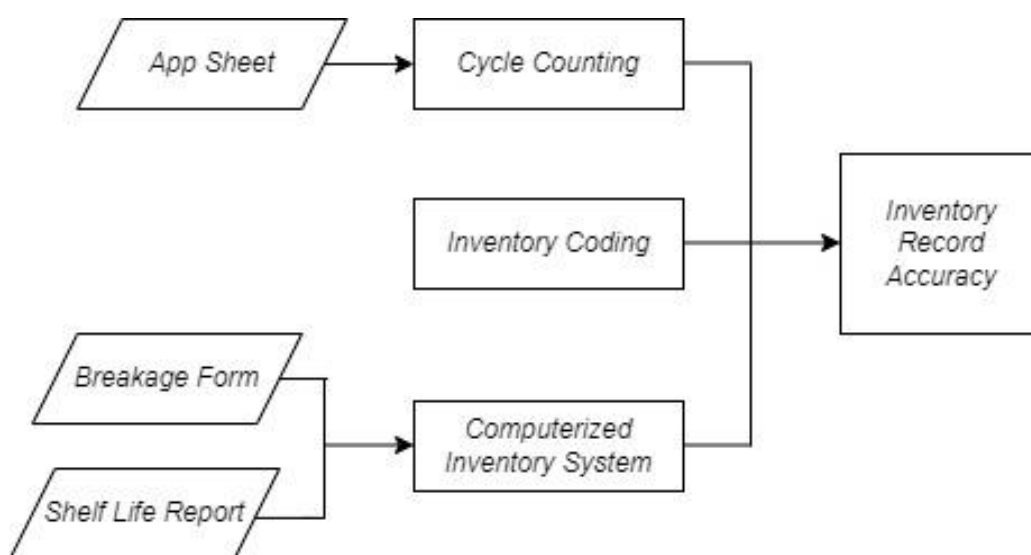 App Sheet
Cycle Counting
Inventory Coding
Inventory
Record
Accuracy
Breakage Form
Shelf Life Report
Computerized
Inventory System